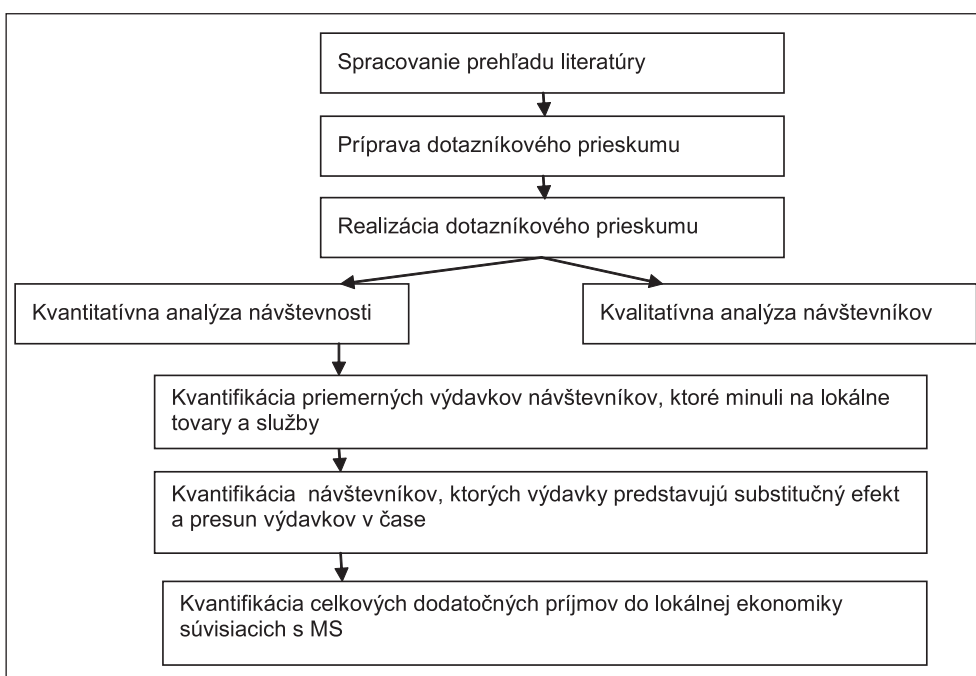 Spracovanie prehľadu literatúry
Príprava dotazníkového prieskumu
Realizácia dotazníkového prieskumu
Kvantitatívna analýza návštevnosti
Kvalitatívna analýza návštevníkov
Kvantifikácia priemerných výdavkov návštevníkov, ktoré minuli na lokálne
tovary a služby
Kvantifikácia  návštevníkov, ktorých výdavky predstavujú substitučný efekt
a presun výdavkov v čase
Kvantifikácia celkových dodatočných príjmov do lokálnej ekonomiky
súvisiacich s MS